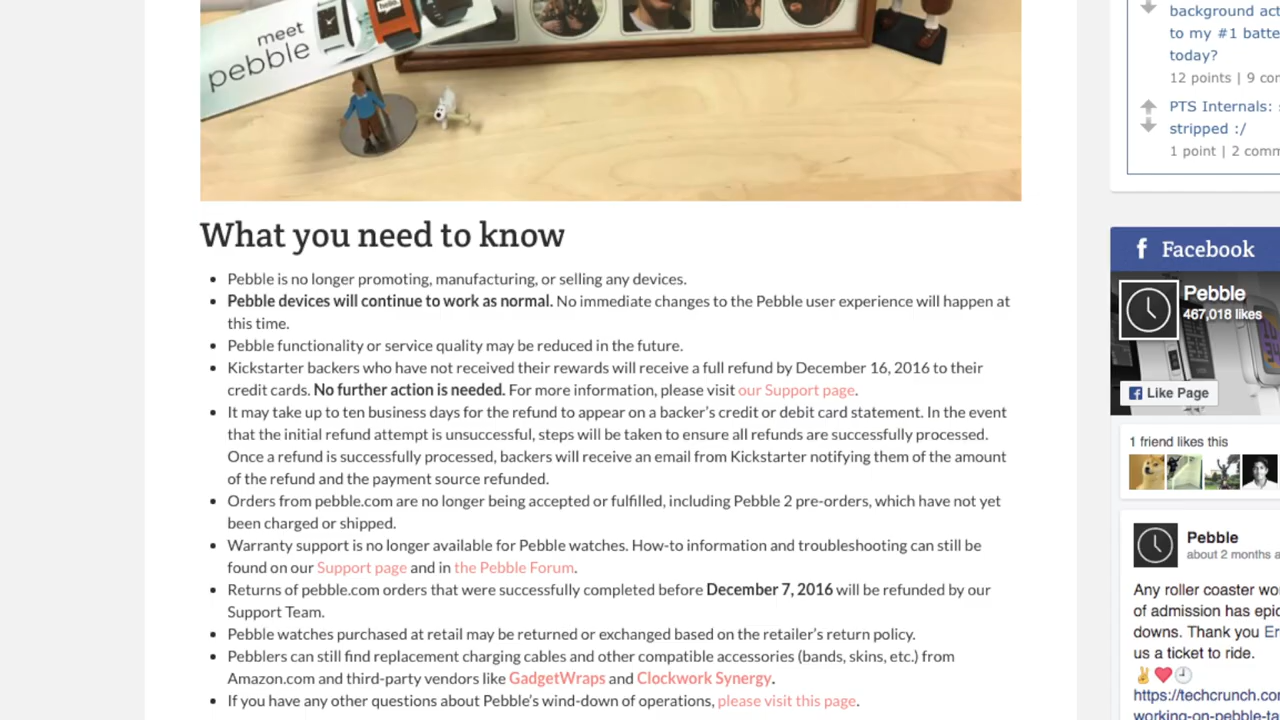 meet
pebble
What you need to know
• Pebble is no longer promoting, manufacturing, or selling any devices.
• Pebble devices will continue to work as normal. No immediate changes to the Pebble user experience will happen at
this time.
• Pebble functionality or service quality may be reduced in the future.
• Kickstarter backers who have not received their rewards will receive a full refund by December 16, 2016 to their
credit cards. No further action is needed. For more information, please visit our Support page.
• It may take up to ten business days for the refund to appear on a backer’s credit or debit card statement. In the event
that the initial refund attempt is unsuccessful, steps will be taken to ensure all refunds are successfully processed.
Once a refund is successfully processed, backers will receive an email from Kickstarter notifying them of the amount
of the refund and the payment source refunded.
• Orders from pebble.com are no longer being accepted or fulfilled, including Pebble 2 pre-orders, which have not yet
been charged or shipped.
• Warranty support is no longer available for Pebble watches. How-to information and troubleshooting can still be
found on our Support page and in the Pebble Forum.
• Returns of pebble.com orders that were successfully completed before December 7, 2016 will be refunded by our
Support Team.
• Pebble watches purchased at retail may be returned or exchanged based on the retailer’s return policy.
• Pebblers can still find replacement charging cables and other compatible accessories (bands, skins, etc.) from
Amazon.com and third-party vendors like GadgetWraps and Clockwork Synergy.
• If you have any other questions about Pebble’s wind-down of operations, please visit this page.
background act
to my #1 batte
today?
12 points | 9 cor
PTS Internals:
stripped :/
1 point | 2 comm
f Facebook
Pebble
467,018 likes
Like Page
1 friend likes this
Pebble
about 2 months a
Any roller coaster wo
of admission has epic
downs. Thank you Er
us a ticket to ride.
✌️❤️🕘
https://techcrunch.co
working-on-pebble-ta